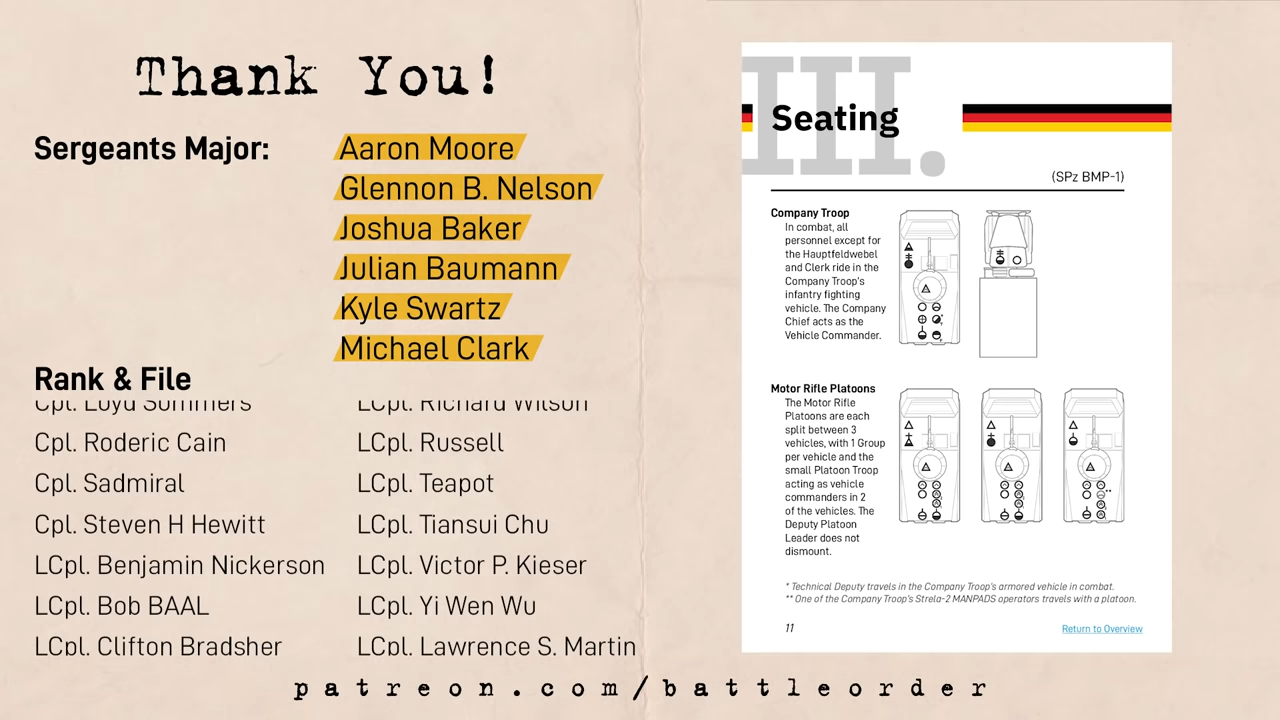 Thank You!
Sergeants Major:
Aaron Moore
Glennon B. Nelson
Joshua Baker
Julian Baumann
Kyle Swartz
Michael Clark
Rank & File
Cpl. Loyd Sommers
LCpl. Richard Wilson
Cpl. Roderic Cain
LCpl. Russell
Cpl. Sadmiral
LCpl. Teapot
Cpl. Steven H Hewitt
LCpl. Tiansui Chu
LCpl. Benjamin Nickerson
LCpl. Victor P. Kieser
LCpl. Bob BAAL
LCpl. Yi Wen Wu
LCpl. Clifton Bradsher
LCpl. Lawrence S. Martin
III.
Seating
(SPz BMP-1)
Company Troop
In combat, all
personnel except for
the Hauptfeldwebel
and Clerk ride in the
Company Troop's
infantry fighting
vehicle. The Company
Chief acts as the
Vehicle Commander.
Motor Rifle Platoons
The Motor Rifle
Platoons are each
split between 3
vehicles, with 1 Group
per vehicle and the
small Platoon Troop
acting as vehicle
commanders in 2
of the vehicles. The
Deputy Platoon
Leader does not
dismount.
**
* Technical Deputy travels in the Company Troop's armored vehicle in combat.
** One of the Company Troop's Strela-2 MANPADS operators travels with a platoon.
11
Return to Overview
patreon.com/battleorder